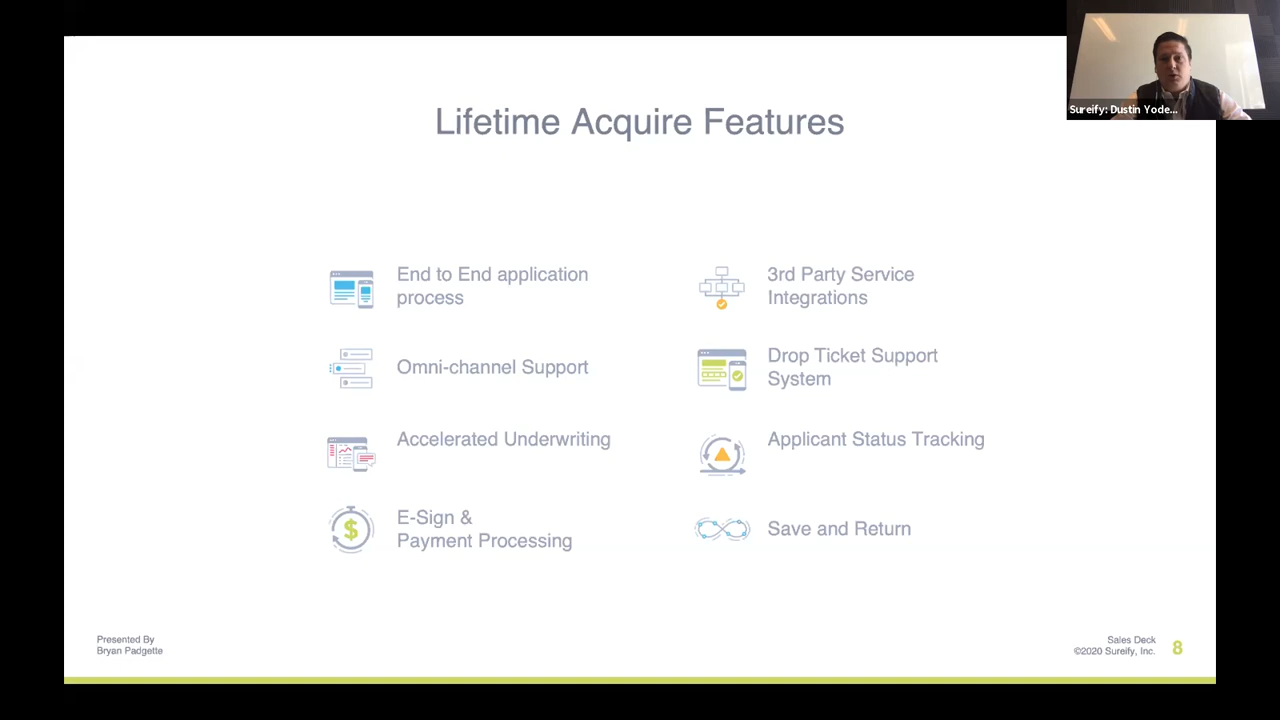 Sureify: Dustin Yode...
Lifetime Acquire Features
End to End application
process
3rd Party Service
Integrations
Omni-channel Support
Drop Ticket Support
System
Accelerated Underwriting
Applicant Status Tracking
E-Sign &
Payment Processing
Save and Return
Presented By
Bryan Padgette
Sales Deck
©2020 Sureify, Inc.
8